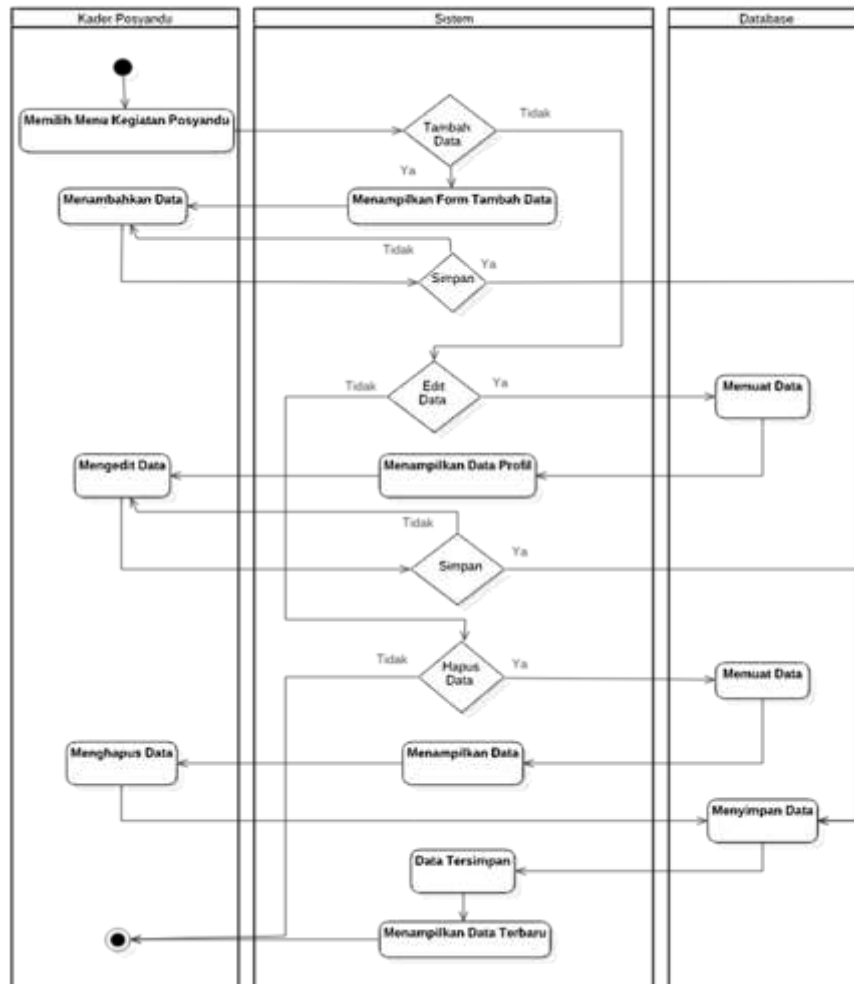 Kader Posyandu
Sistem
Database
Memilih Menu Kegiatan Posyandu
Tambah
Data
Tidak
Ya
Menambahkan Data
Menampilkan Form Tambah Data
Tidak
Simpan
Ya
Tidak
Edit
Data
Ya
Memuat Data
Mengedit Data
Menampilkan Data Profil
Tidak
Simpan
Ya
Tidak
Hapus
Data
Ya
Memuat Data
Menghapus Data
Menampilkan Data
Menyimpan Data
Data Tersimpan
Menampilkan Data Terbaru